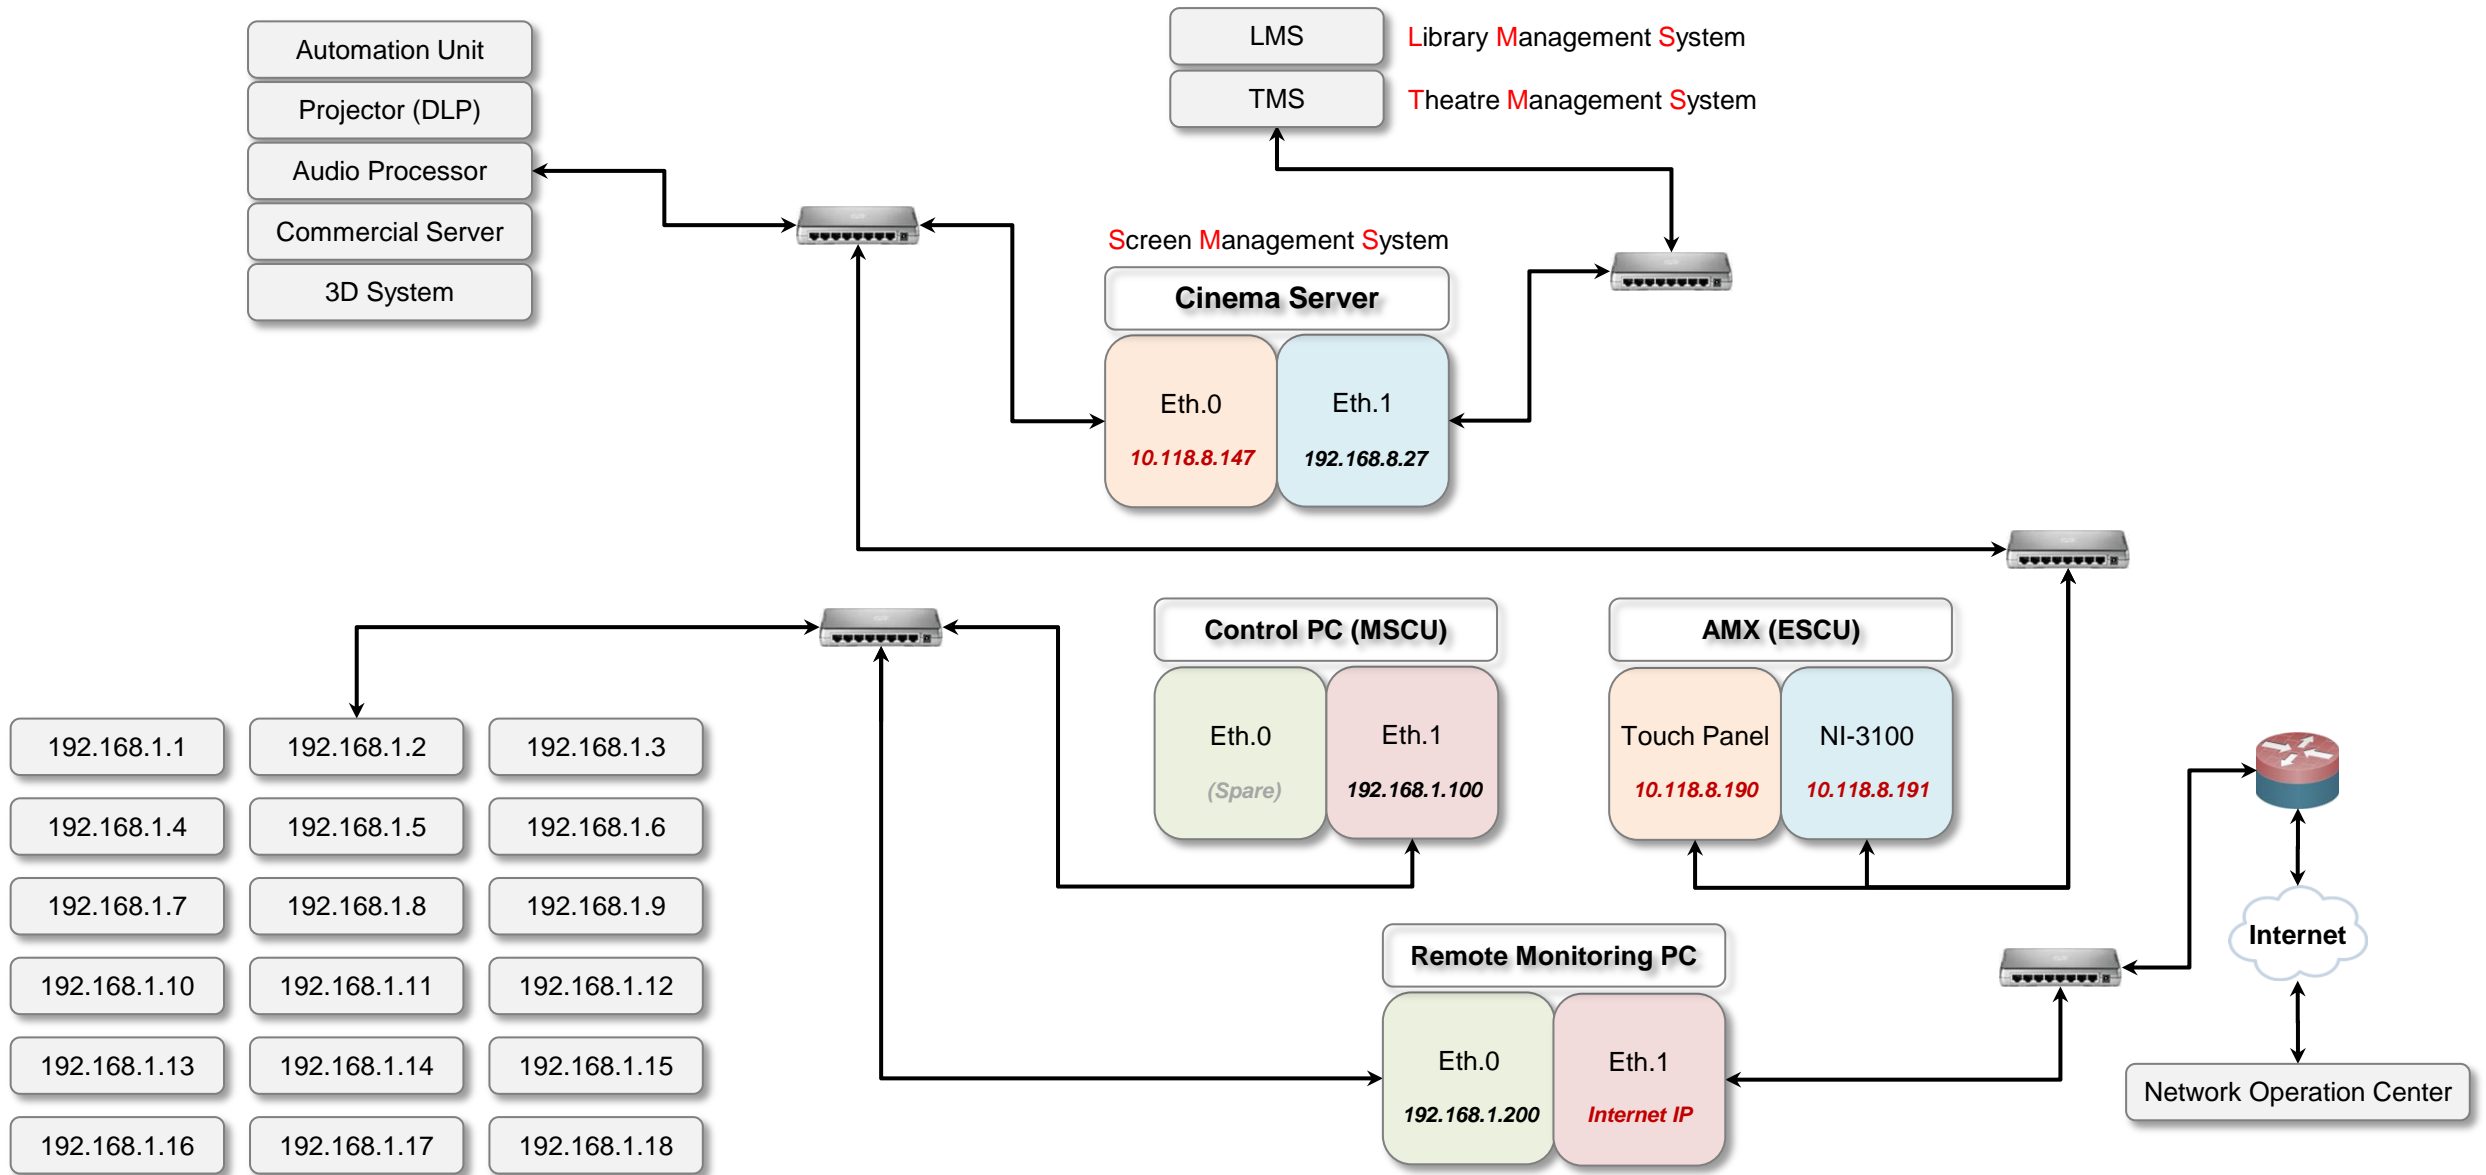 Automation Unit
Projector (DLP)
Audio Processor
Commercial Server
3D System
LMS
Library Management System
TMS
Theatre Management System
Screen Management System
Cinema Server
Eth.0
10.118.8.147
Eth.1
192.168.8.27
Control PC (MSCU)
Eth.0
(Spare)
Eth.1
192.168.1.100
AMX (ESCU)
Touch Panel
10.118.8.190
NI-3100
10.118.8.191
192.168.1.1
192.168.1.2
192.168.1.3
192.168.1.4
192.168.1.5
192.168.1.6
192.168.1.7
192.168.1.8
192.168.1.9
192.168.1.10
192.168.1.11
192.168.1.12
192.168.1.13
192.168.1.14
192.168.1.15
192.168.1.16
192.168.1.17
192.168.1.18
Remote Monitoring PC
Eth.0
192.168.1.200
Eth.1
Internet IP
Internet
Network Operation Center